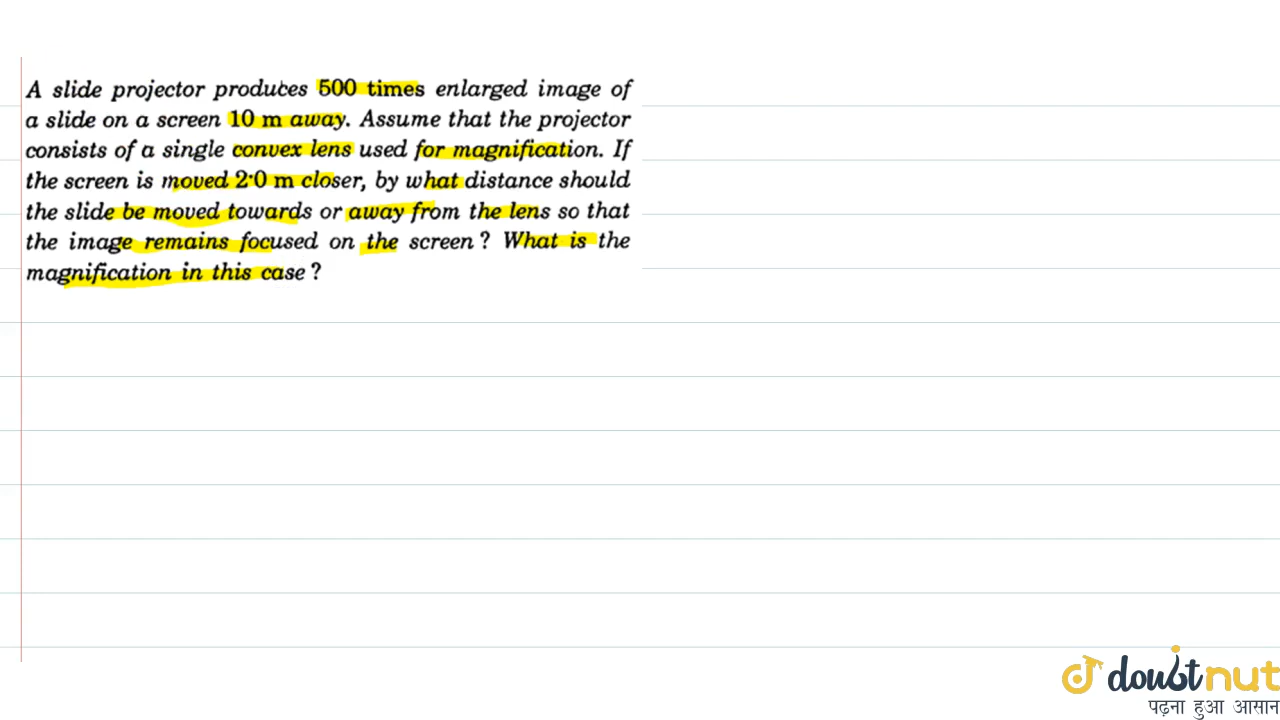 A slide projector produces 500 times enlarged image of
a slide on a screen 10 m away. Assume that the projector
consists of a single convex lens used for magnification. If
the screen is moved 2·0 m closer, by what distance should
the slide be moved towards or away from the lens so that
the image remains focused on the screen ? What is the
magnification in this case ?
doubtnut
पढ़ना हुआ आसान